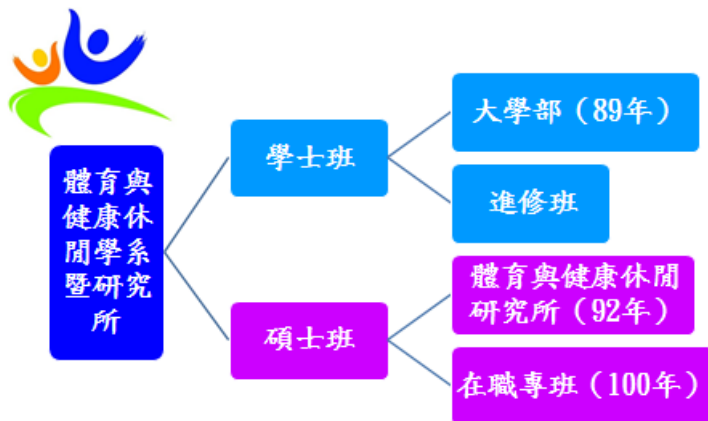 體育與
健康休
閒學系
暨研究
所
學士班
大學部（89年）
進修班
碩士班
體育與健康休閒
研究所（92年）
在職專班（100年）